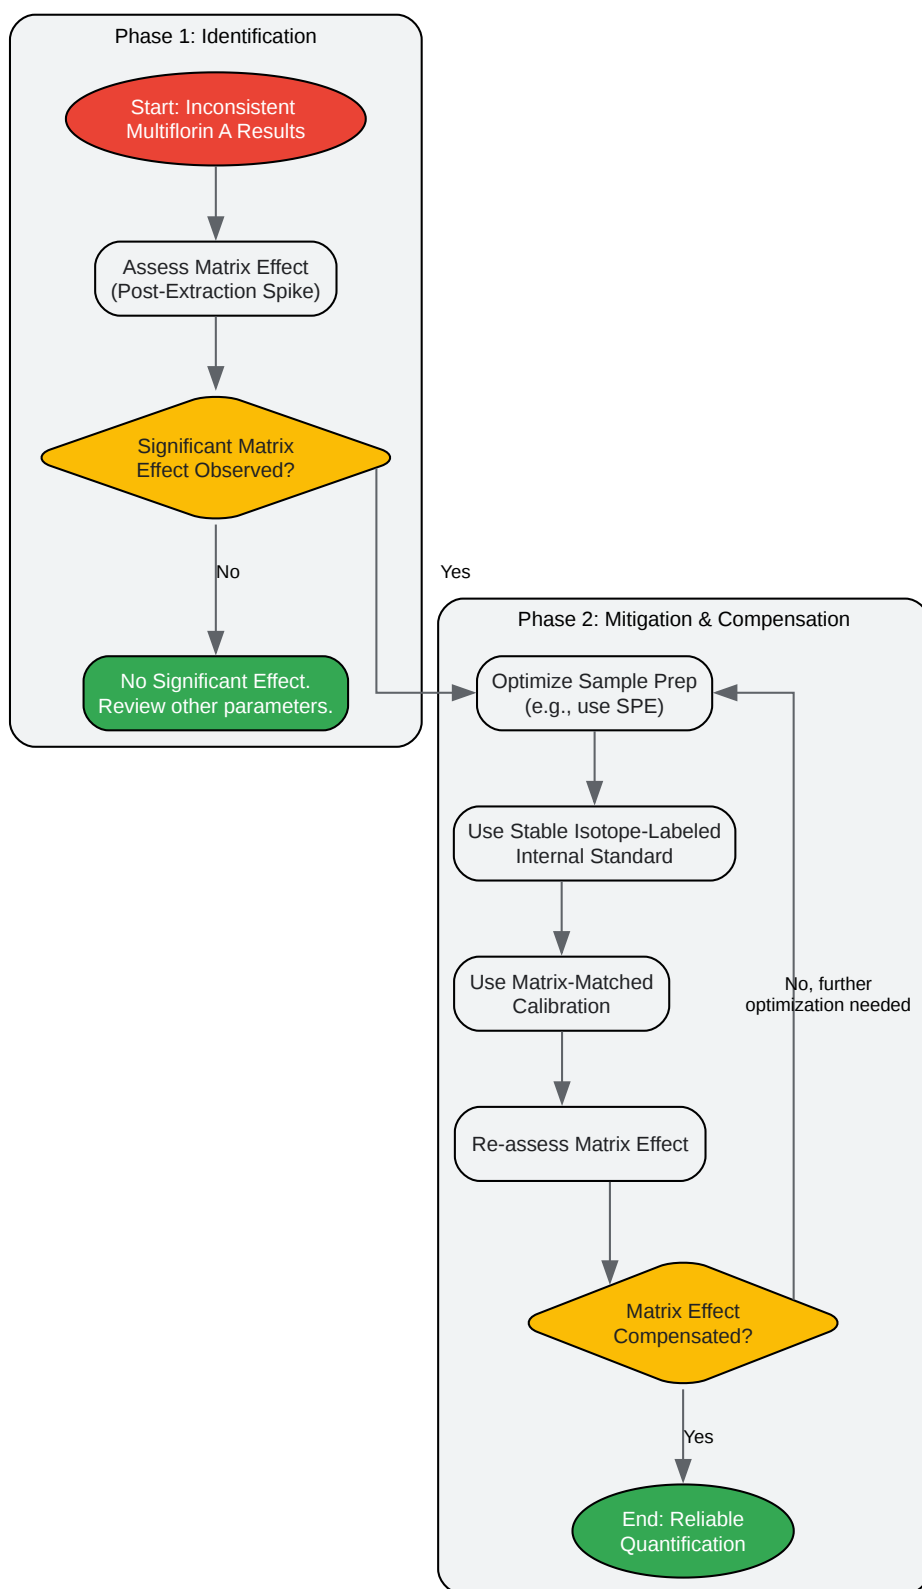 Phase 1: Identification
Start: Inconsistent
Multiflorin A Results
Assess Matrix Effect
(Post-Extraction Spike)
Significant Matrix
Effect Observed?
No
Yes
No Significant Effect.
Review other parameters.
Phase 2: Mitigation & Compensation
Optimize Sample Prep
(e.g., use SPE)
Use Stable Isotope-Labeled
Internal Standard
Use Matrix-Matched
Calibration
No, further
optimization needed
Re-assess Matrix Effect
Matrix Effect
Compensated?
Yes
End: Reliable
Quantification